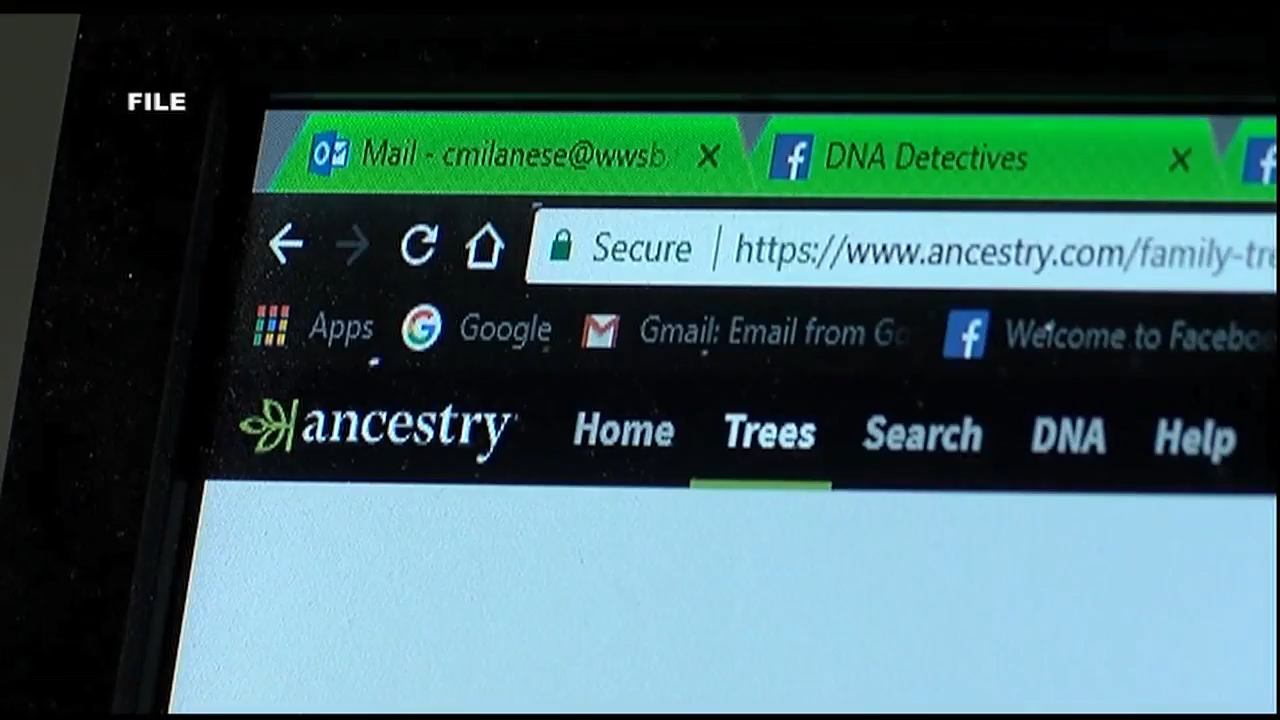 FILE
Mail - cmilanese@wwsb.
DNA Detectives
Secure https://www.ancestry.com/family-tre
Apps Google Gmail: Email from Go Welcome to Facebo
ancestry Home Trees Search DNA Help